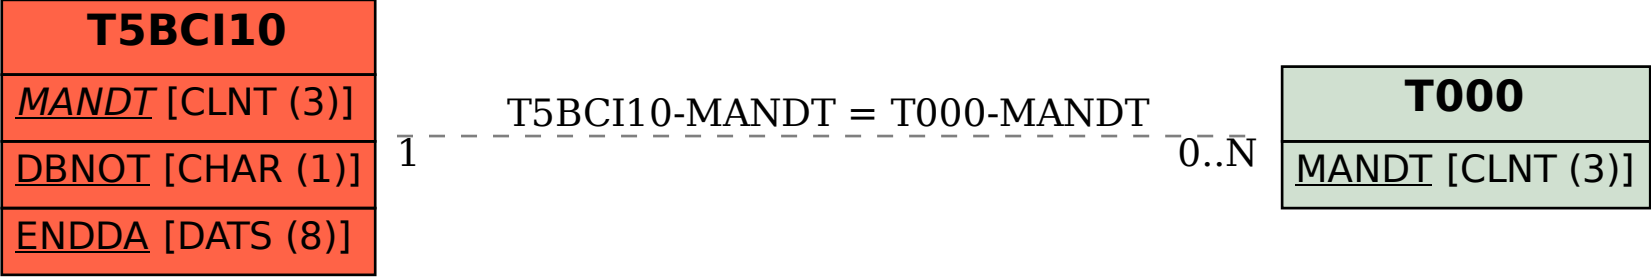 T5BCI10
MANDT [CLNT (3)]
DBNOT [CHAR (1)]
ENDDA [DATS (8)]
T5BCI10-MANDT = T000-MANDT
1
0..N
T000
MANDT [CLNT (3)]